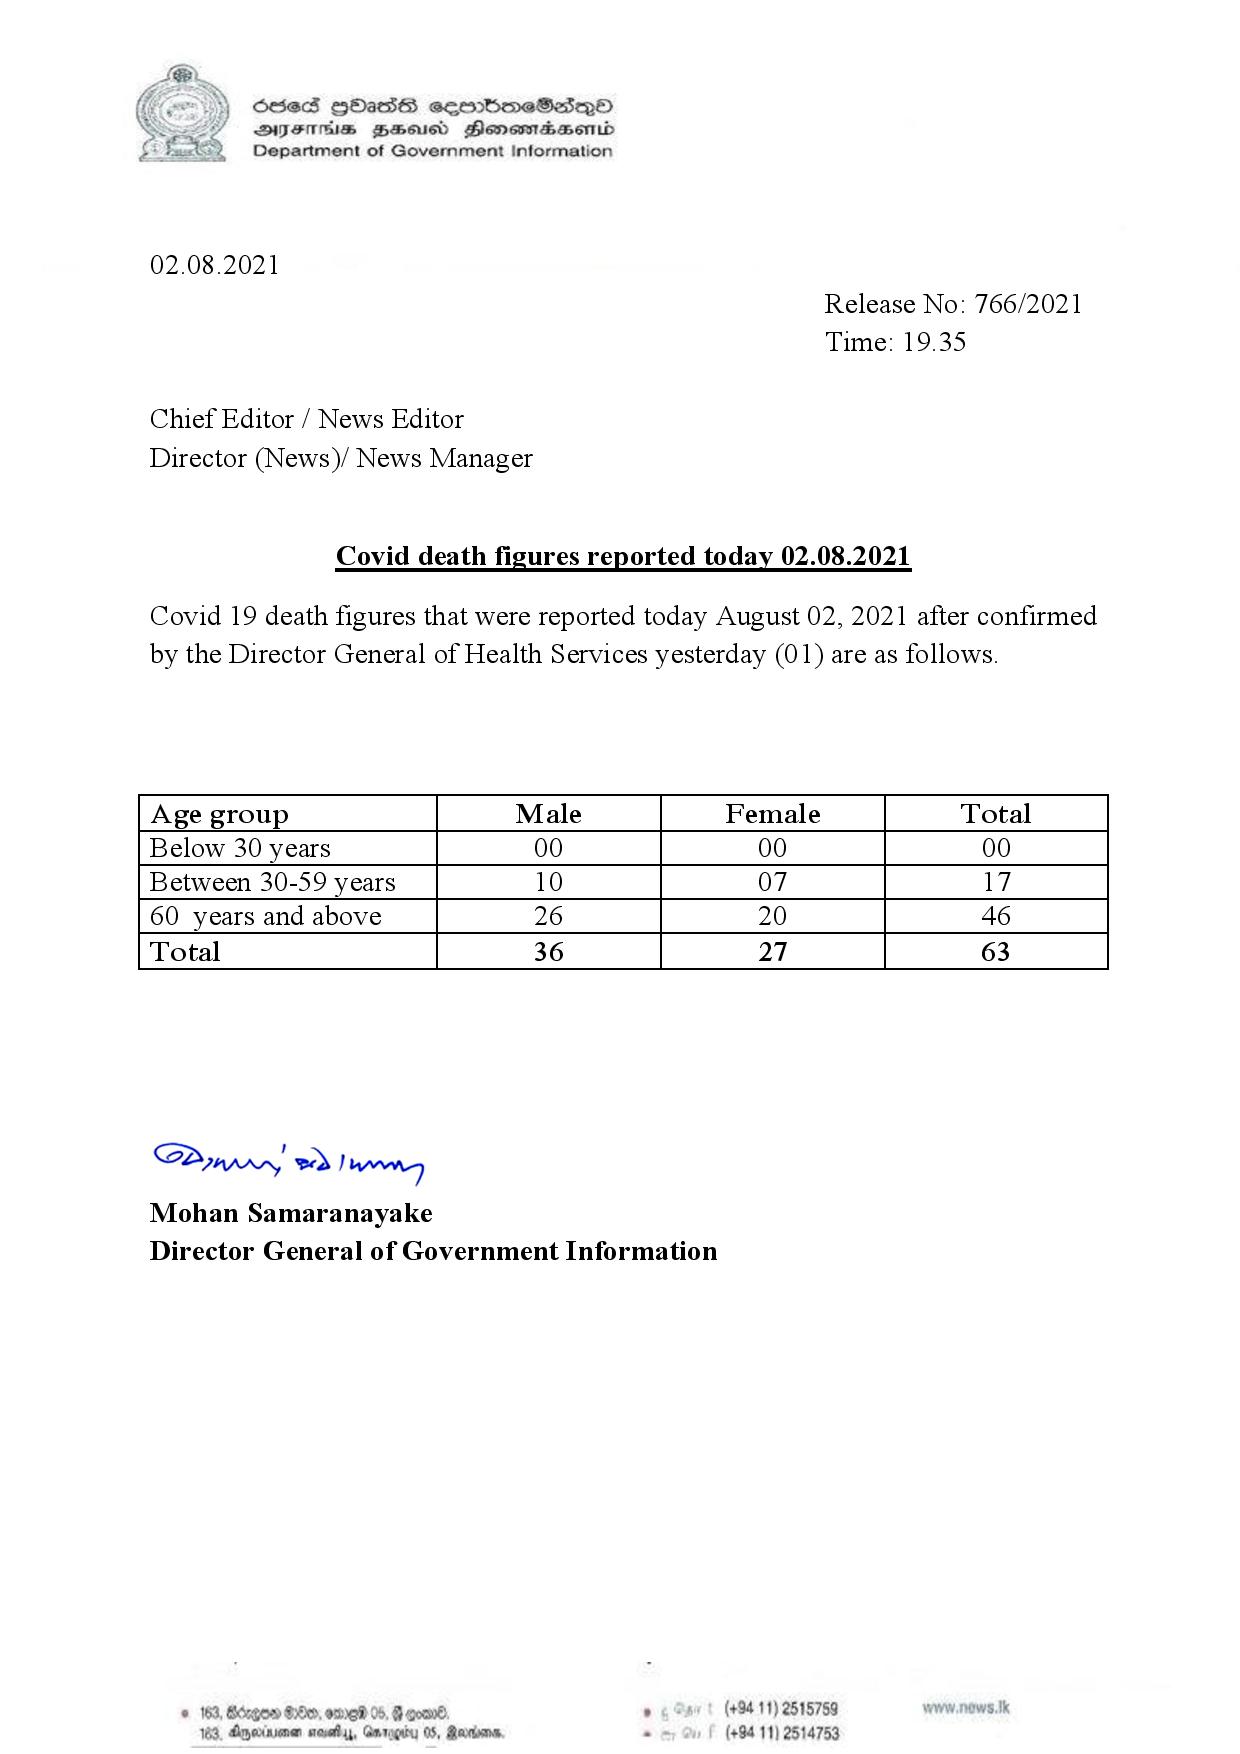 රජයේ ප්‍රවෘත්ති දෙපාර්තමේන්තුව
அரசாங்க தகவல் திணைக்களம்
Department of Government Information
02.08.2021
Release No: 766/2021
Time: 19.35
Chief Editor / News Editor
Director (News)/ News Manager
Covid death figures reported today 02.08.2021
Covid 19 death figures that were reported today August 02, 2021 after confirmed
by the Director General of Health Services yesterday (01) are as follows.
Age group Male Female Total
Below 30 years 00 00 00
Between 30-59 years 10 07 17
60 years and above 26 20 46
Total 36 27 63
Mohan Samaranayake
Director General of Government Information
163, කිරුලපන මාවත, කොළඹ 05, ශ්‍රී ලංකාව.
163, கிருலப்பனை எவனியூ, கொழும்பு 05, இலங்கை.
(+94 11) 2515759
(+94 11) 2514753
www.news.lk